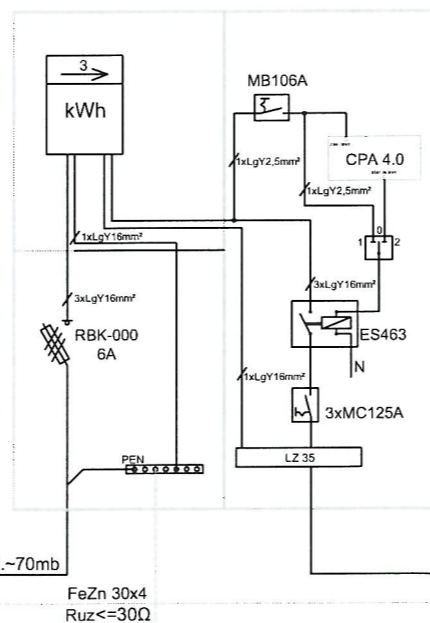 3
kWh
MB106A
1xLgY2,5mm²
CPA 4.0
1xLgY2,5mm²
1xLgY16mm²
0
1
2
3xLgY16mm²
3xLgY16mm²
RBK-000
6A
ES463
N
1xLgY16mm²
3xMC125A
PEN
LZ 35
.~70mb
FeZn 30x4
Ruz<=30Ω